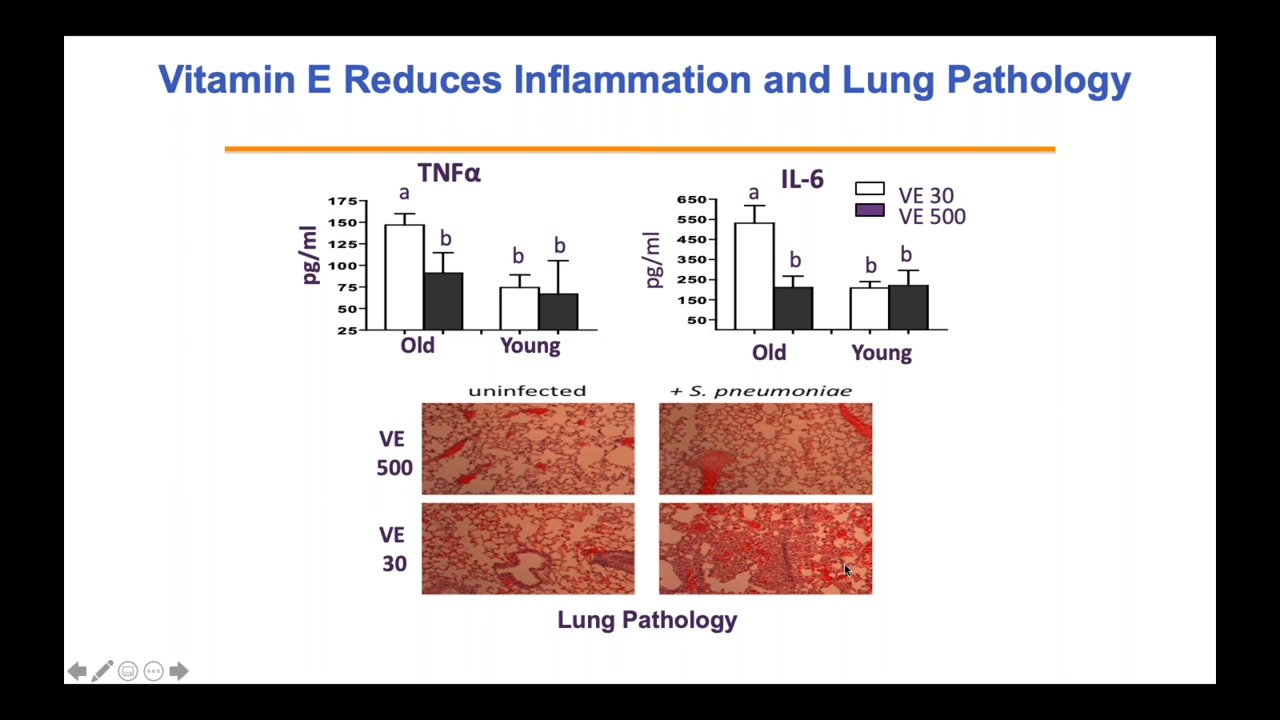 Vitamin E Reduces Inflammation and Lung Pathology
TNFα
a
175
150
125
100
75
50
25
pg/ml
b
b
b
Old
Young
IL-6
a
650
550
450
350
250
150
50
pg/ml
b
b
b
Old
Young
VE 30
VE 500
uninfected
+ S. pneumoniae
VE
500
VE
30
Lung Pathology